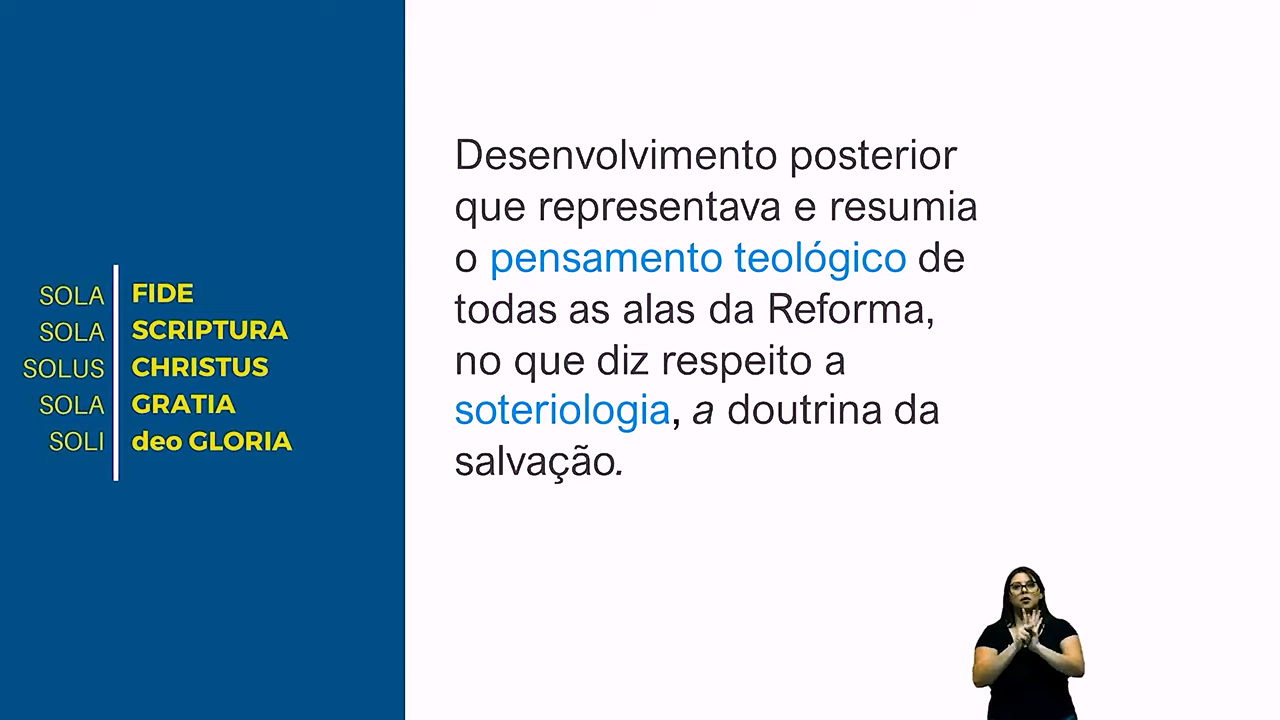 SOLA FIDE
SOLA SCRIPTURA
SOLUS CHRISTUS
SOLA GRATIA
SOLI deo GLORIA
Desenvolvimento posterior
que representava e resumia
o pensamento teológico de
todas as alas da Reforma,
no que diz respeito a
soteriologia, a doutrina da
salvação.